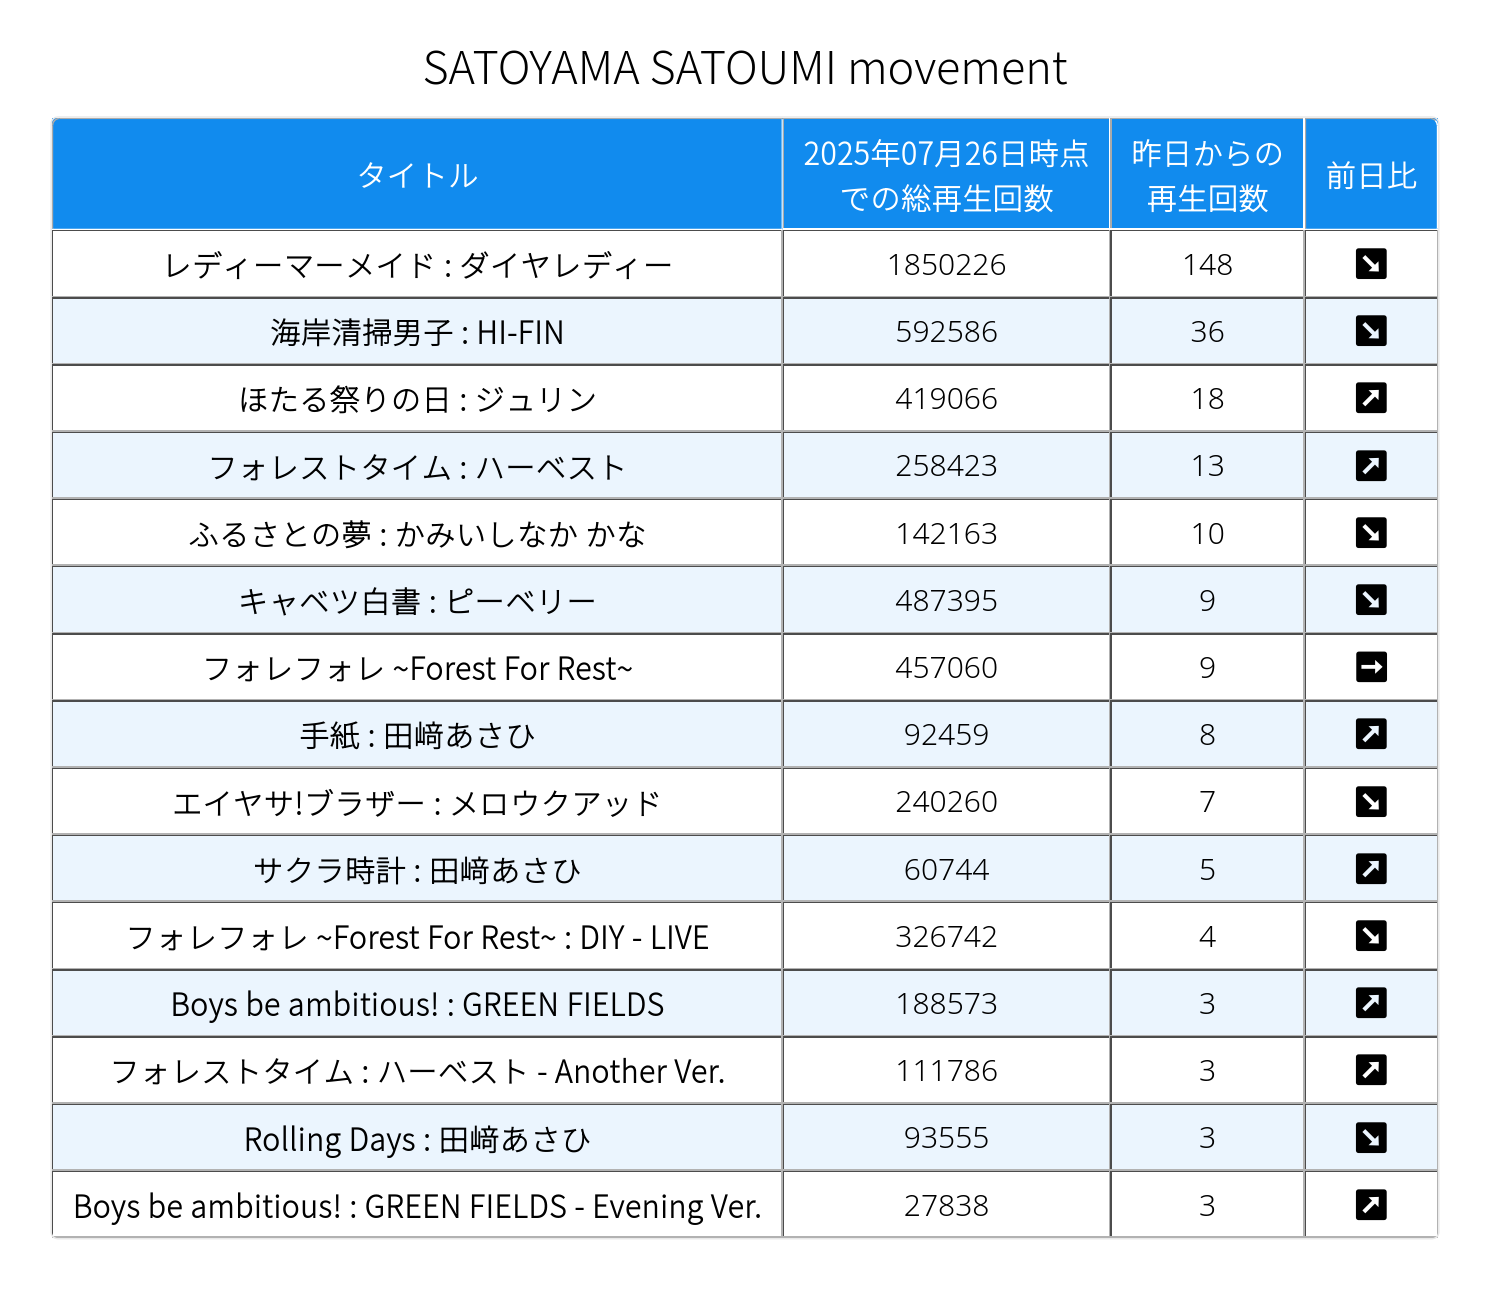 SATOYAMA SATOUMI movement
タイトル 2025年07月26日時点での総再生回数 昨日からの再生回数 前日比
レディーマーメイド : ダイヤレディー 1850226 148 ↘
海岸清掃男子 : HI-FIN 592586 36 ↘
ほたる祭りの日 : ジュリン 419066 18 ↗
フォレストタイム : ハーベスト 258423 13 ↗
ふるさとの夢 : かみいしなか かな 142163 10 ↘
キャベツ白書 : ピーベリー 487395 9 ↘
フォレフォレ ~Forest For Rest~ 457060 9 →
手紙 : 田﨑あさひ 92459 8 ↗
エイヤサ!ブラザー : メロウクアッド 240260 7 ↘
サクラ時計 : 田﨑あさひ 60744 5 ↗
フォレフォレ ~Forest For Rest~ : DIY - LIVE 326742 4 ↘
Boys be ambitious! : GREEN FIELDS 188573 3 ↗
フォレストタイム : ハーベスト - Another Ver. 111786 3 ↗
Rolling Days : 田﨑あさひ 93555 3 ↘
Boys be ambitious! : GREEN FIELDS - Evening Ver. 27838 3 ↗